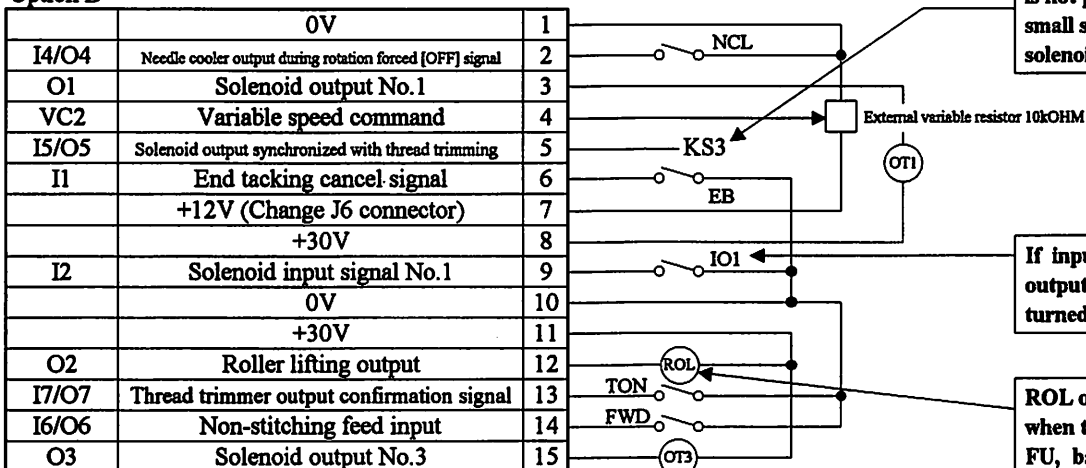 0V 1
I4/O4 Needle cooler output during rotation forced [OFF] signal 2 NCL
O1 Solenoid output No.1 3
VC2 Variable speed command 4 External variable resistor 10kOHM
I5/O5 Solenoid output synchronized with thread trimming 5 KS3
OT1
I1 End tacking cancel signal 6
EB
+12V (Change J6 connector) 7
+30V 8
I2 Solenoid input signal No.1 9 IO1
0V 10
+30V 11
O2 Roller lifting output 12 ROL
I7/O7 Thread trimmer output confirmation signal 13 TON
I6/O6 Non-stitching feed input 14 FWD
O3 Solenoid output No.3 15 OT3
small s
solenoi
If inpu
output
turned
ROL o
when t
FU, b